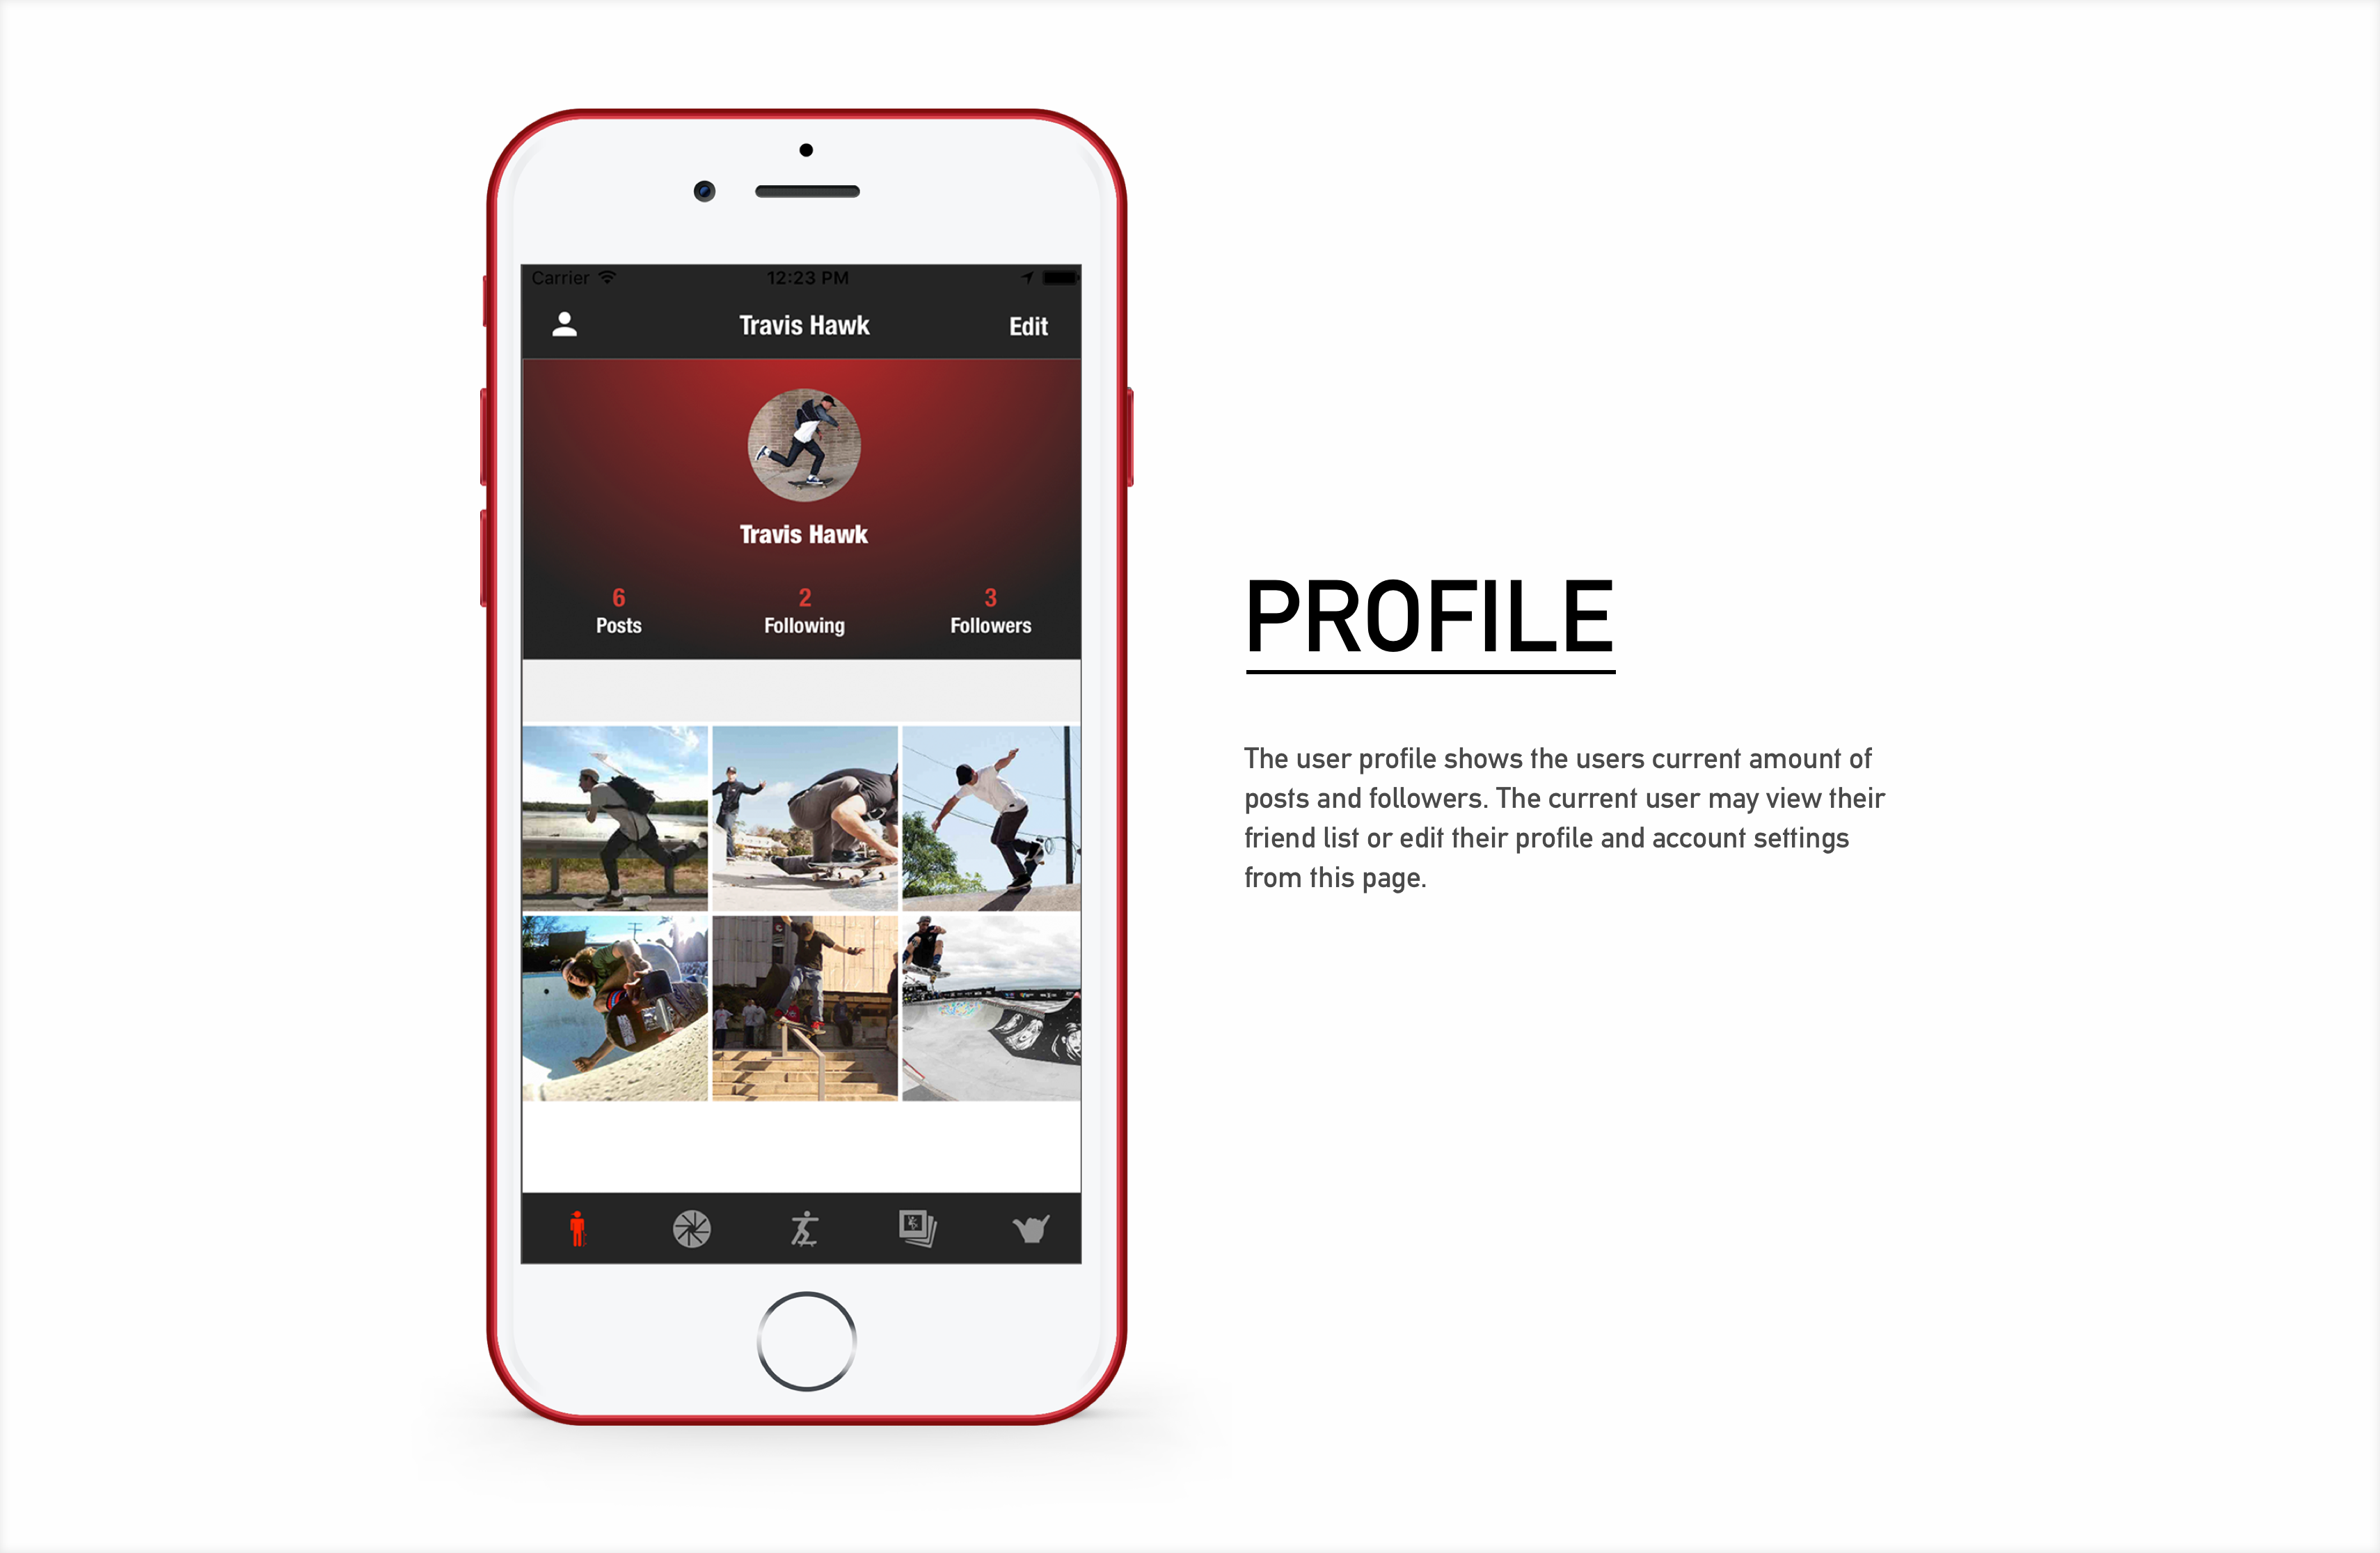 Carrier
12:23 PM
Travis Hawk
Edit
Travis Hawk
6
Posts
2
Following
3
Followers
PROFILE
The user profile shows the users current amount of
posts and followers. The current user may view their
friend list or edit their profile and account settings
from this page.